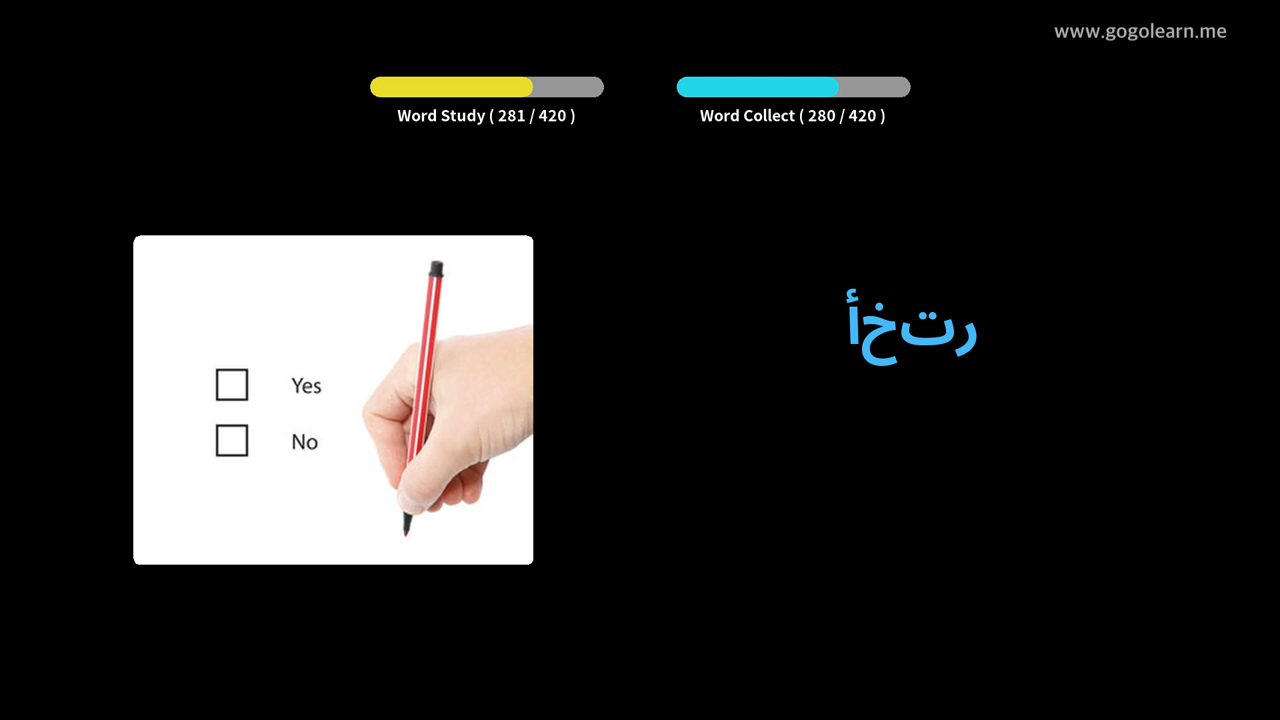 www.gogolearn.me
Word Study ( 281 / 420 )
Word Collect ( 280 / 420 )
Yes
No
رتخأ